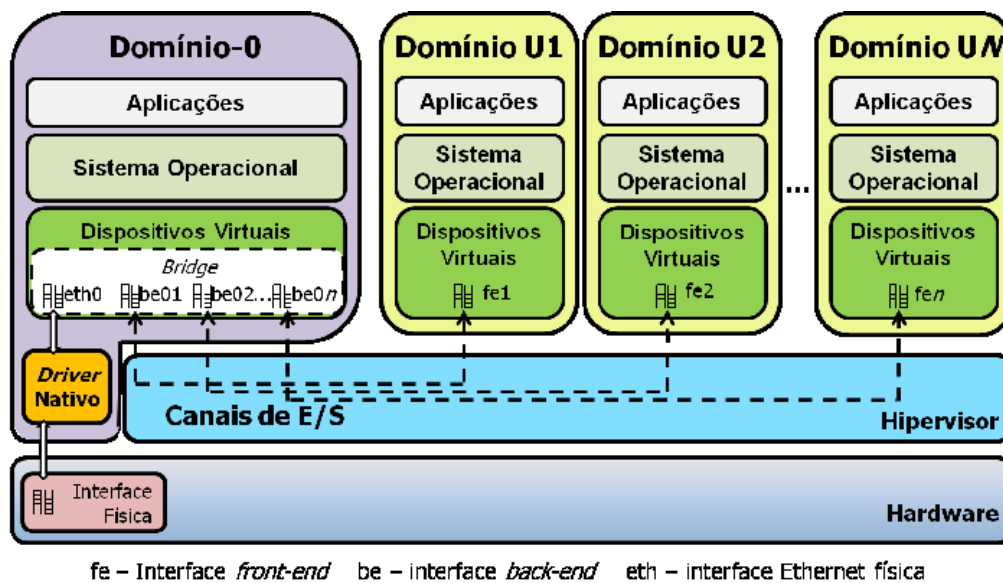 Domínio-0
Aplicações
Sistema Operacional
Dispositivos Virtuais
Bridge
eth0 be01 be02... be0n
Driver
Nativo
Domínio U1
Aplicações
Sistema
Operacional
Dispositivos
Virtuais
fe1
Domínio U2
Aplicações
Sistema
Operacional
Dispositivos
Virtuais
fe2
...
Domínio UN
Aplicações
Sistema
Operacional
Dispositivos
Virtuais
fen
Canais de E/S
Hipervisor
Interface
Física
Hardware
fe – Interface front-end be – interface back-end eth – interface Ethernet física